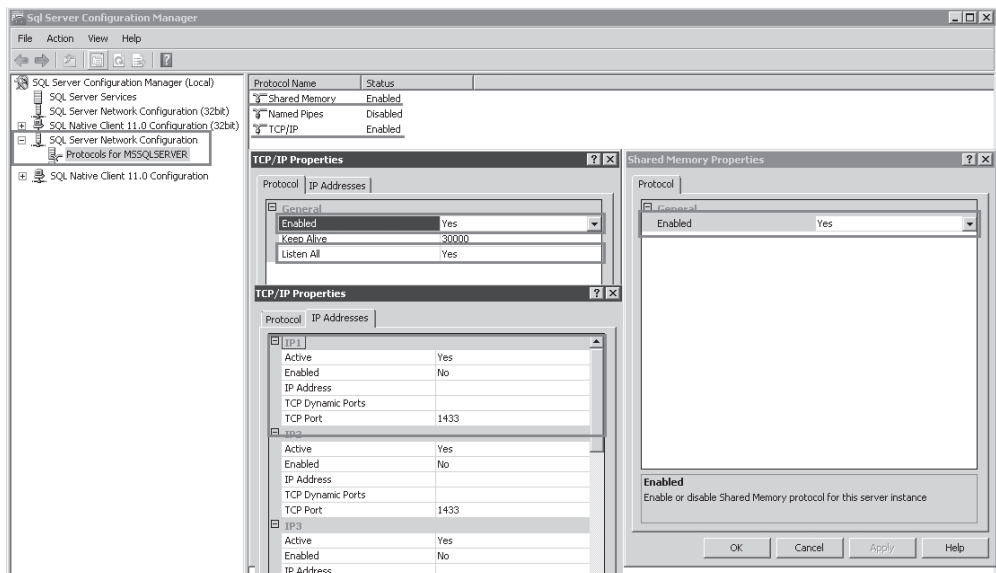 Sql Server Configuration Manager
File Action View Help
SQL Server Configuration Manager (Local)
SQL Server Services
SQL Server Network Configuration (32bit)
SQL Native Client 11.0 Configuration (32bit)
SQL Server Network Configuration
Protocols for MSSQLSERVER
SQL Native Client 11.0 Configuration
Protocol Name Status
Shared Memory Enabled
Named Pipes Disabled
TCP/IP Enabled
TCP/IP Properties
Protocol IP Addresses
General
Enabled Yes
Keep Alive 30000
Listen All Yes
TCP/IP Properties
Protocol IP Addresses
IP1
Active Yes
Enabled No
IP Address
TCP Dynamic Ports
TCP Port 1433
IP2
Active Yes
Enabled No
IP Address
TCP Dynamic Ports
TCP Port 1433
IP3
Active Yes
Enabled No
IP Address
Shared Memory Properties
Protocol
General
Enabled Yes
Enabled
Enable or disable Shared Memory protocol for this server instance
OK Cancel Apply Help